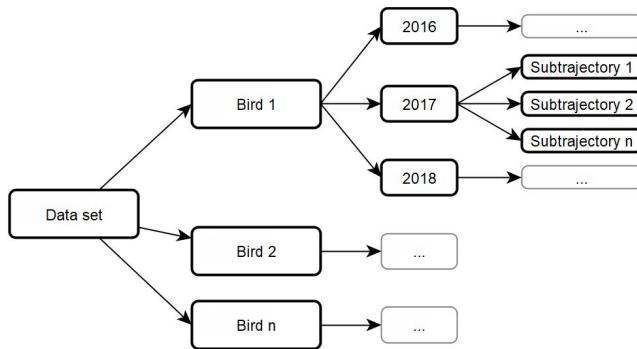 2016
...
Subtrajectory 1
Bird 1
2017
Subtrajectory 2
Subtrajectory n
2018
...
Data set
Bird 2
...
Bird n
...